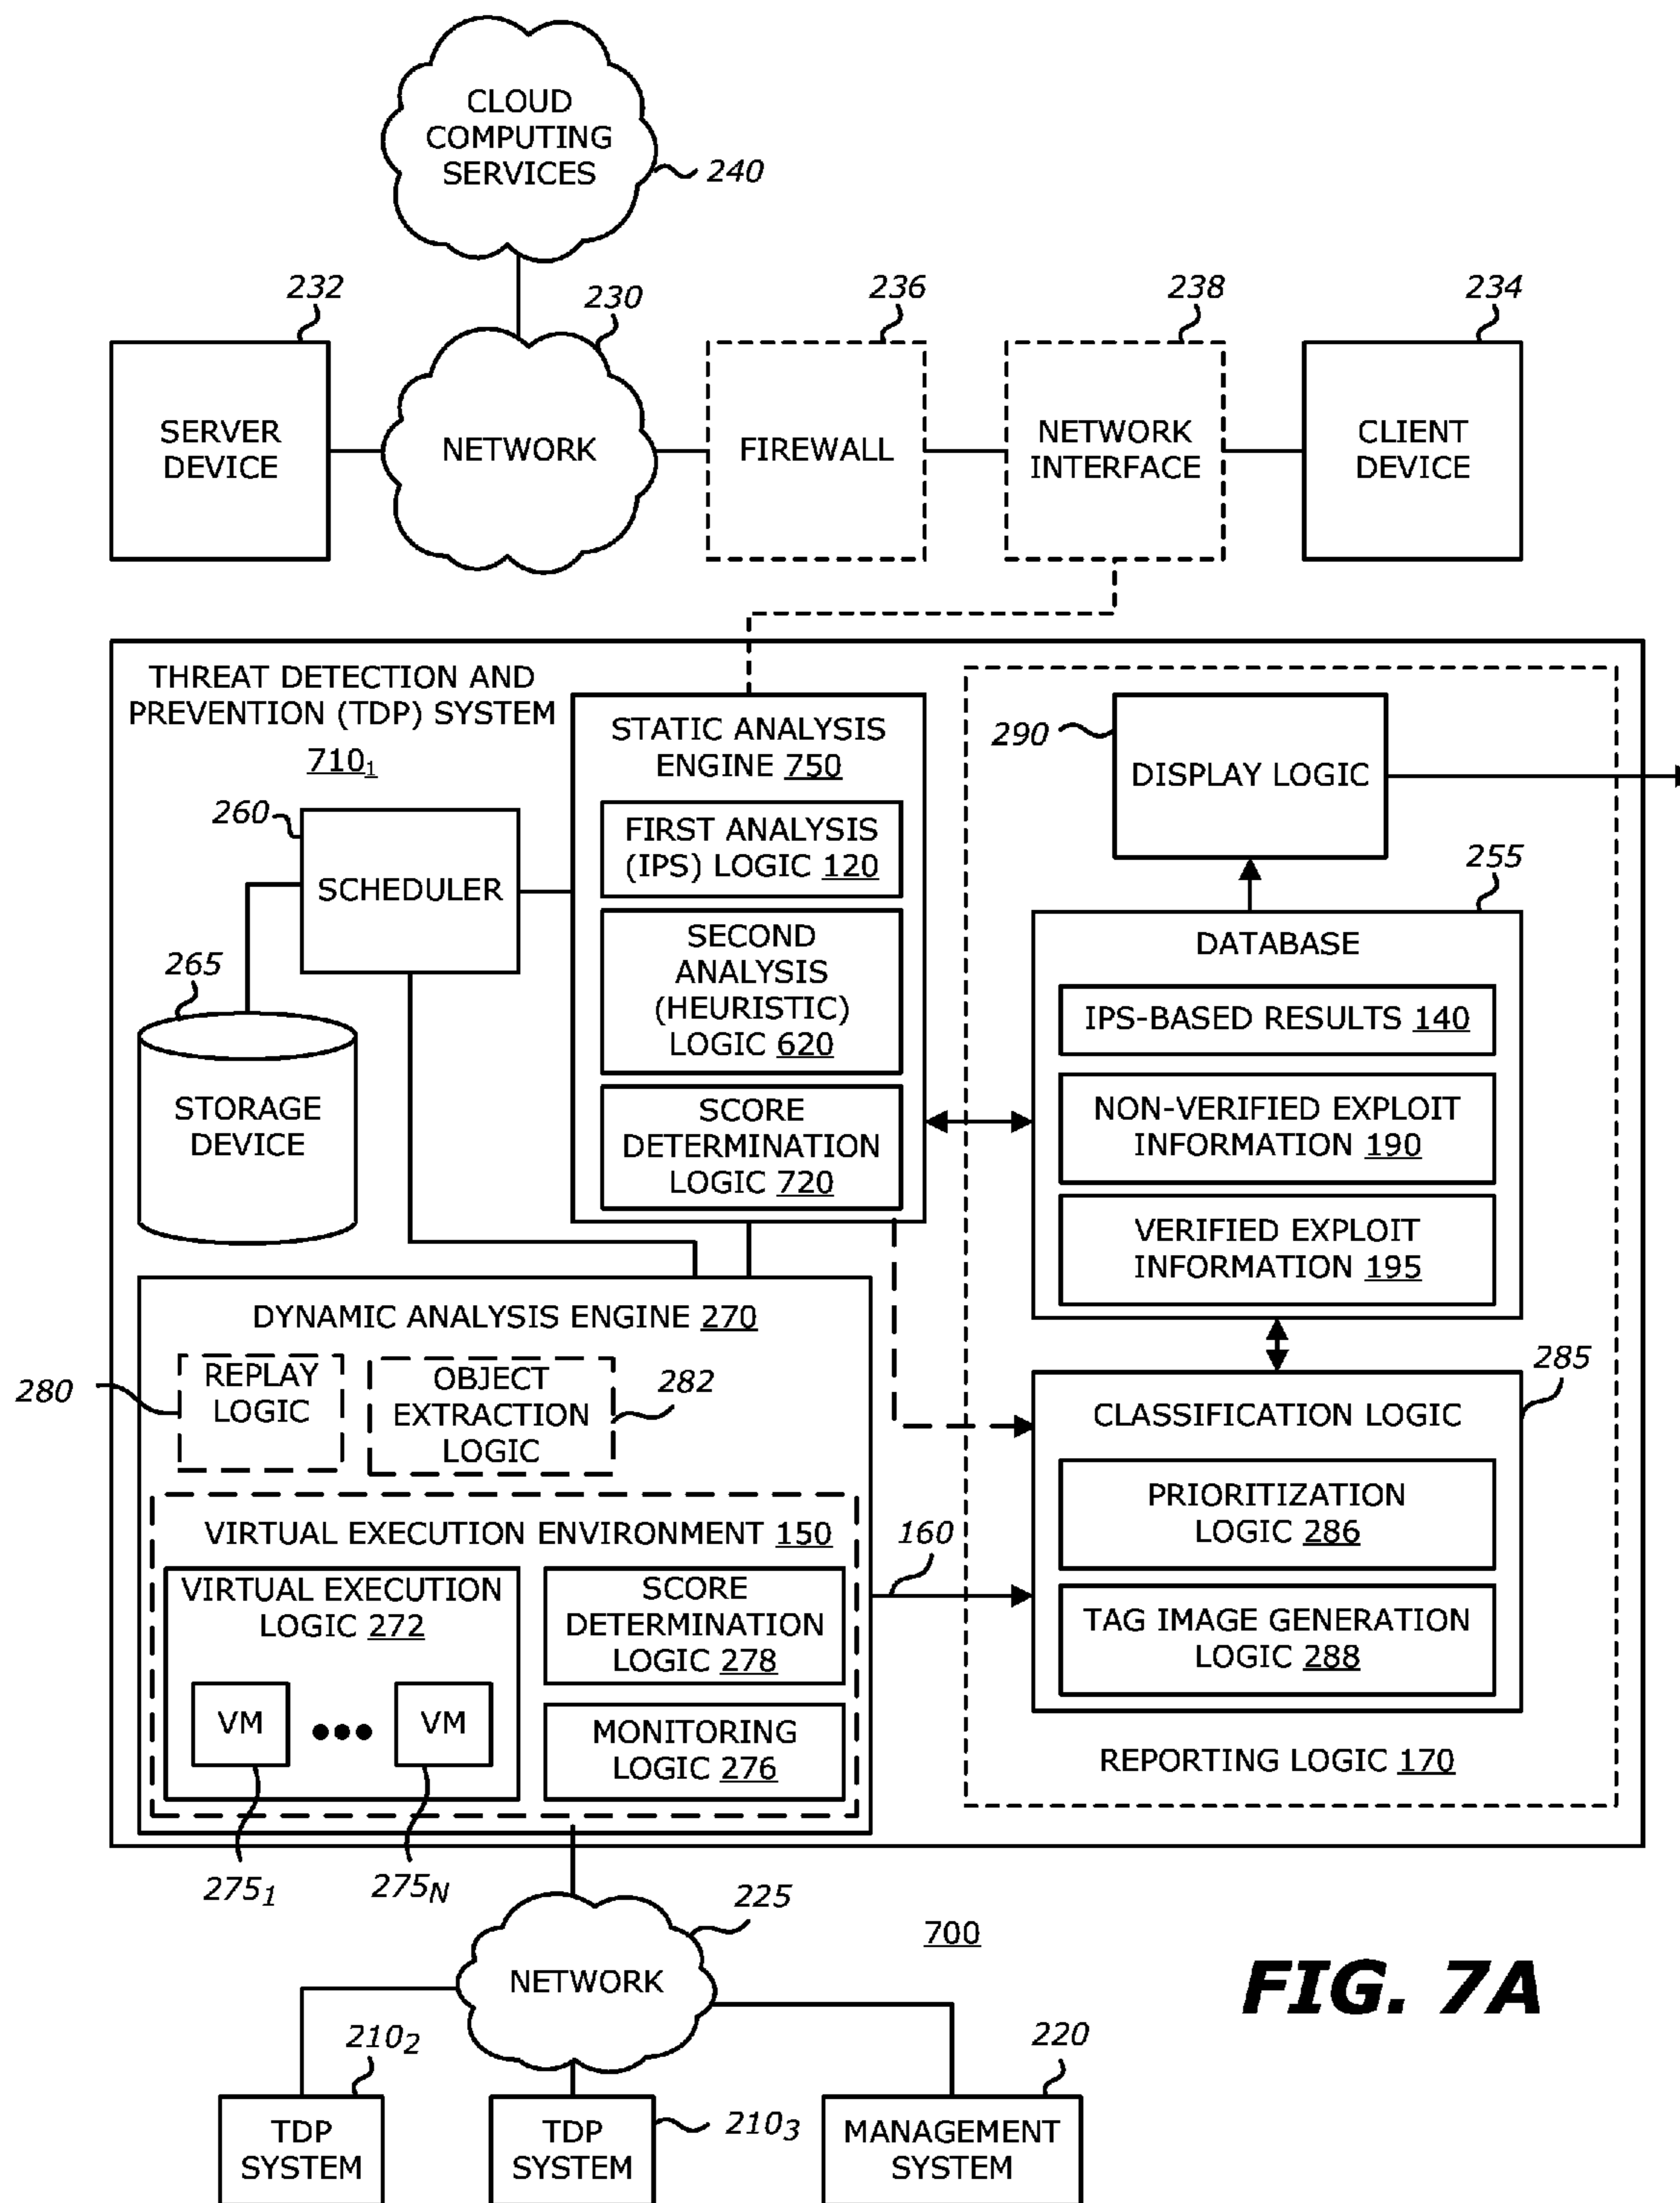 CLOUD
COMPUTING
SERVICES
240
232
230
236
238
234
SERVER
DEVICE
NETWORK
FIREWALL
NETWORK
INTERFACE
CLIENT
DEVICE
THREAT DETECTION AND
PREVENTION (TDP) SYSTEM
710₁
STATIC ANALYSIS
ENGINE 750
FIRST ANALYSIS
(IPS) LOGIC 120
SECOND
ANALYSIS
(HEURISTIC)
LOGIC 620
SCORE
DETERMINATION
LOGIC 720
260
SCHEDULER
265
STORAGE
DEVICE
290
DISPLAY LOGIC
255
DATABASE
IPS-BASED RESULTS 140
NON-VERIFIED EXPLOIT
INFORMATION 190
VERIFIED EXPLOIT
INFORMATION 195
DYNAMIC ANALYSIS ENGINE 270
280
REPLAY
LOGIC
OBJECT
EXTRACTION
LOGIC
282
VIRTUAL EXECUTION ENVIRONMENT 150
VIRTUAL EXECUTION
LOGIC 272
VM
VM
SCORE
DETERMINATION
LOGIC 278
MONITORING
LOGIC 276
160
285
CLASSIFICATION LOGIC
PRIORITIZATION
LOGIC 286
TAG IMAGE GENERATION
LOGIC 288
REPORTING LOGIC 170
275₁
275N
225
NETWORK
700
FIG. 7A
210₂
TDP
SYSTEM
TDP
SYSTEM
210₃
220
MANAGEMENT
SYSTEM